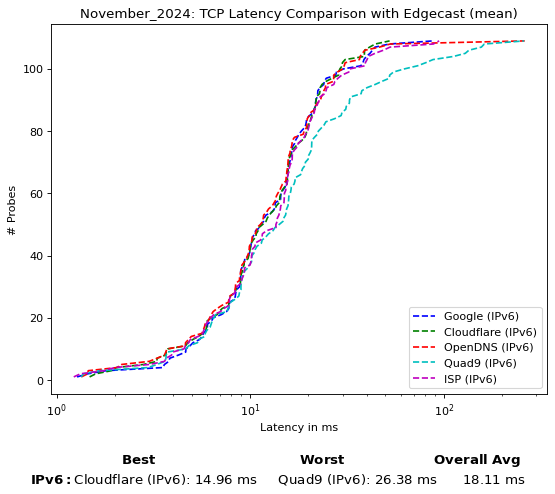 November_2024: TCP Latency Comparison with Edgecast (mean)
# Probes
100
80
60
40
20
0
10⁰ 10¹ 10²
Latency in ms
Google (IPv6)
Cloudflare (IPv6)
OpenDNS (IPv6)
Quad9 (IPv6)
ISP (IPv6)
Best Worst Overall Avg
IPv6: Cloudflare (IPv6): 14.96 ms Quad9 (IPv6): 26.38 ms 18.11 ms